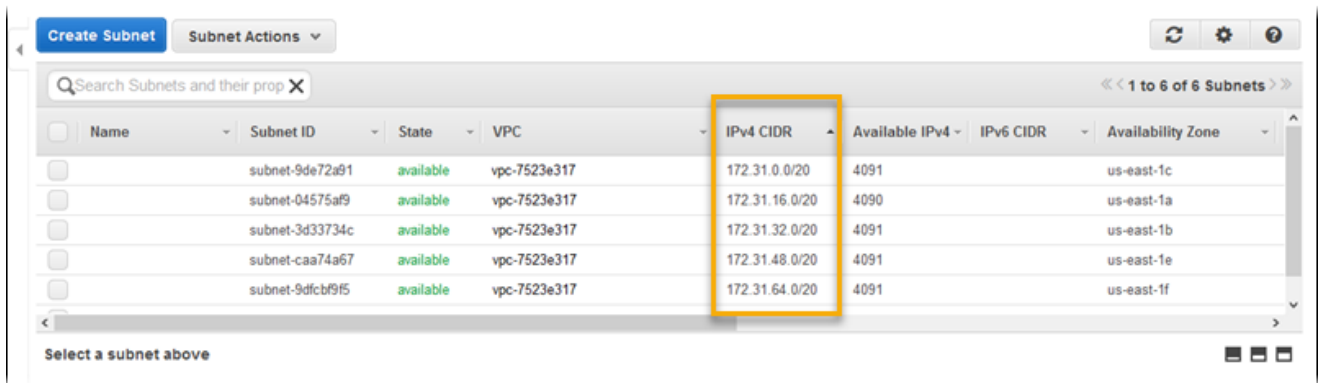 Create Subnet Subnet Actions
Search Subnets and their prop 1 to 6 of 6 Subnets
Name Subnet ID State VPC IPv4 CIDR Available IPv4 IPv6 CIDR Availability Zone
subnet-9de72a91 available vpc-7523e317 172.31.0.0/20 4091 us-east-1c
subnet-04575af9 available vpc-7523e317 172.31.16.0/20 4090 us-east-1a
subnet-3d33734c available vpc-7523e317 172.31.32.0/20 4091 us-east-1b
subnet-caa74a67 available vpc-7523e317 172.31.48.0/20 4091 us-east-1e
subnet-9dfcbf9f5 available vpc-7523e317 172.31.64.0/20 4091 us-east-1f
Select a subnet above